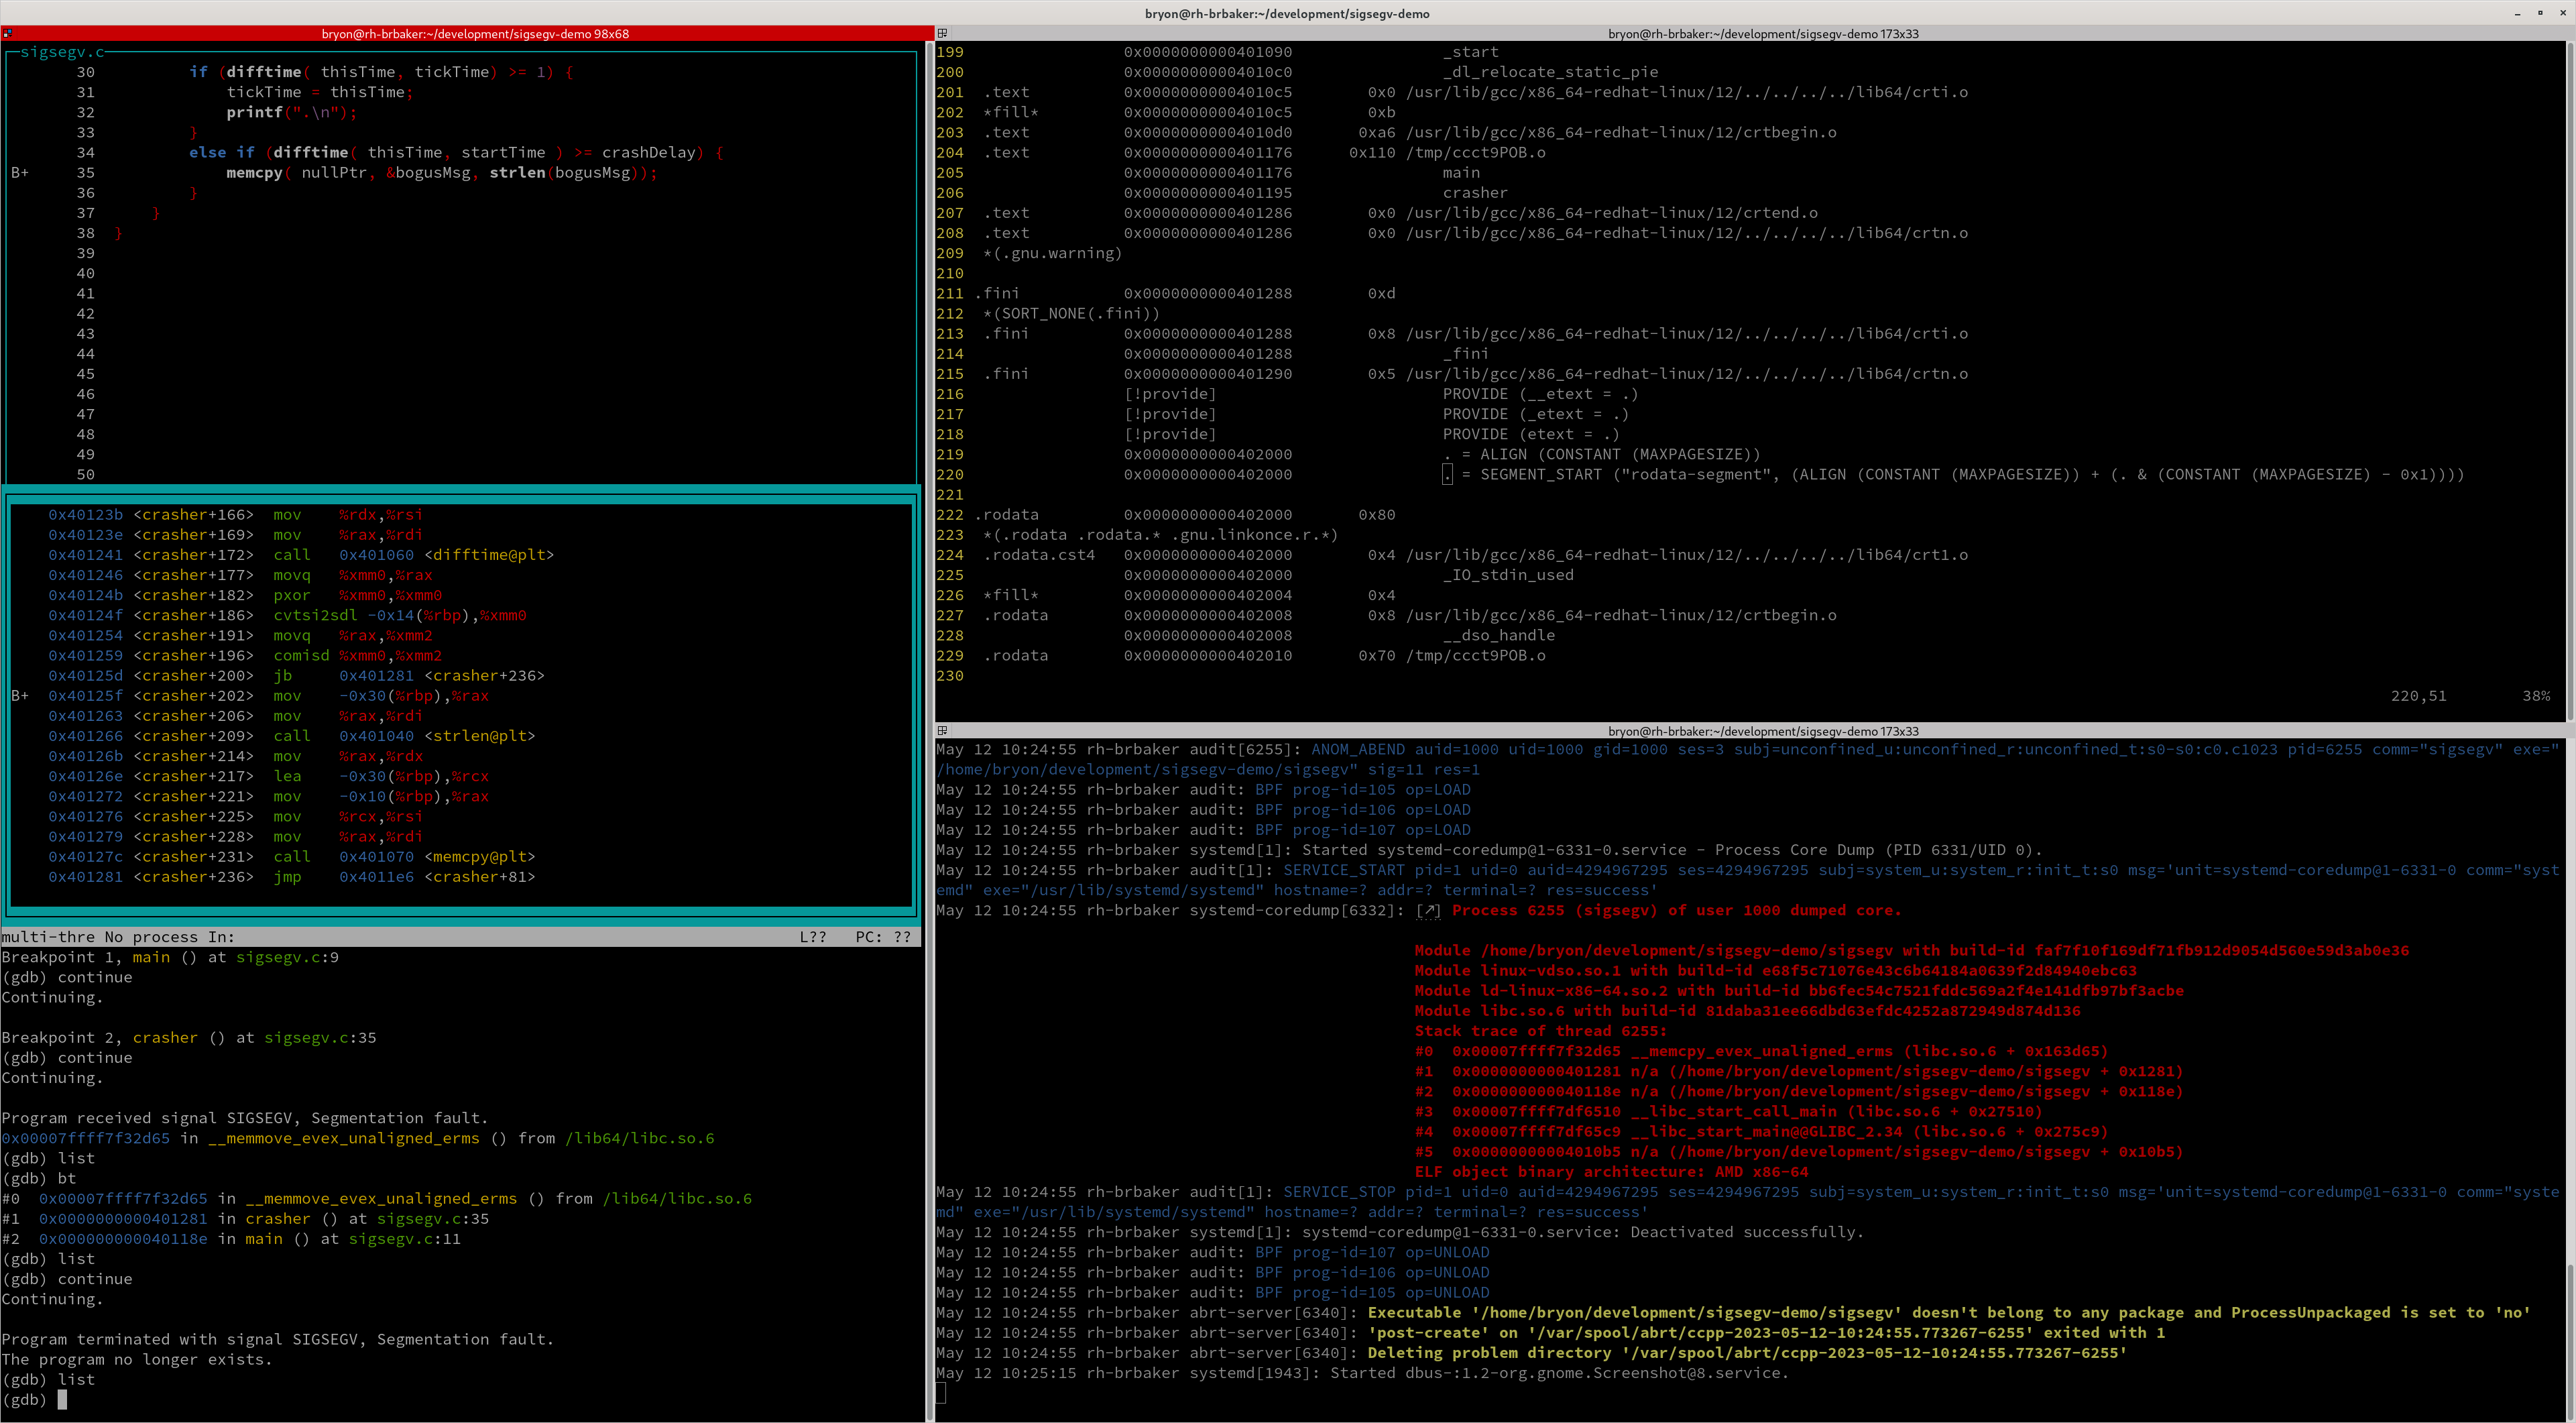 bryon@rh-brbaker:~/development/sigsegv-demo
bryon@rh-brbaker:~/development/sigsegv-demo 98x68
sigsegv.c
30 if (difftime( thisTime, tickTime) >= 1) {
31 tickTime = thisTime;
32 printf(".\n");
33 }
34 else if (difftime( thisTime, startTime ) >= crashDelay) {
B+ 35 memcpy( nullPtr, &bogusMsg, strlen(bogusMsg));
36 }
37 }
38 }
39
40
41
42
43
44
45
46
47
48
49
50
0x40123b <crasher+166> mov %rdx,%rsi
0x40123e <crasher+169> mov %rax,%rdi
0x401241 <crasher+172> call 0x401060 <difftime@plt>
0x401246 <crasher+177> movq %xmm0,%rax
0x40124b <crasher+182> pxor %xmm0,%xmm0
0x40124f <crasher+186> cvtsi2sdl -0x14(%rbp),%xmm0
0x401254 <crasher+191> movq %rax,%xmm2
0x401259 <crasher+196> comisd %xmm0,%xmm2
0x40125d <crasher+200> jb 0x401281 <crasher+236>
B+ 0x40125f <crasher+202> mov -0x30(%rbp),%rax
0x401263 <crasher+206> mov %rax,%rdi
0x401266 <crasher+209> call 0x401040 <strlen@plt>
0x40126b <crasher+214> mov %rax,%rdx
0x40126e <crasher+217> lea -0x30(%rbp),%rcx
0x401272 <crasher+221> mov -0x10(%rbp),%rax
0x401276 <crasher+225> mov %rcx,%rsi
0x401279 <crasher+228> mov %rax,%rdi
0x40127c <crasher+231> call 0x401070 <memcpy@plt>
0x401281 <crasher+236> jmp 0x4011e6 <crasher+81>
multi-thre No process In: L?? PC: ??
Breakpoint 1, main () at sigsegv.c:9
(gdb) continue
Continuing.
Breakpoint 2, crasher () at sigsegv.c:35
(gdb) continue
Continuing.
Program received signal SIGSEGV, Segmentation fault.
0x00007ffff7f32d65 in __memmove_evex_unaligned_erms () from /lib64/libc.so.6
(gdb) list
(gdb) bt
#0 0x00007ffff7f32d65 in __memmove_evex_unaligned_erms () from /lib64/libc.so.6
#1 0x0000000000401281 in crasher () at sigsegv.c:35
#2 0x000000000040118e in main () at sigsegv.c:11
(gdb) list
(gdb) continue
Continuing.
Program terminated with signal SIGSEGV, Segmentation fault.
The program no longer exists.
(gdb) list
(gdb)
bryon@rh-brbaker:~/development/sigsegv-demo 173x33
199 0x0000000000401090 _start
200 0x00000000004010c0 _dl_relocate_static_pie
201 .text 0x00000000004010c5 0x0 /usr/lib/gcc/x86_64-redhat-linux/12/../../../../lib64/crti.o
202 *fill* 0x00000000004010c5 0xb
203 .text 0x00000000004010d0 0xa6 /usr/lib/gcc/x86_64-redhat-linux/12/crtbegin.o
204 .text 0x0000000000401176 0x110 /tmp/ccct9POB.o
205 0x0000000000401176 main
206 0x0000000000401195 crasher
207 .text 0x0000000000401286 0x0 /usr/lib/gcc/x86_64-redhat-linux/12/crtend.o
208 .text 0x0000000000401286 0x0 /usr/lib/gcc/x86_64-redhat-linux/12/../../../../lib64/crtn.o
209 *(.gnu.warning)
210
211 .fini 0x0000000000401288 0xd
212 *(SORT_NONE(.fini))
213 .fini 0x0000000000401288 0x8 /usr/lib/gcc/x86_64-redhat-linux/12/../../../../lib64/crti.o
214 0x0000000000401288 _fini
215 .fini 0x0000000000401290 0x5 /usr/lib/gcc/x86_64-redhat-linux/12/../../../../lib64/crtn.o
216 [!provide] PROVIDE (__etext = .)
217 [!provide] PROVIDE (_etext = .)
218 [!provide] PROVIDE (etext = .)
219 0x0000000000402000 . = ALIGN (CONSTANT (MAXPAGESIZE))
220 0x0000000000402000 . = SEGMENT_START ("rodata-segment", (ALIGN (CONSTANT (MAXPAGESIZE)) + (. & (CONSTANT (MAXPAGESIZE) - 0x1))))
221
222 .rodata 0x0000000000402000 0x80
223 *(.rodata .rodata.* .gnu.linkonce.r.*)
224 .rodata.cst4 0x0000000000402000 0x4 /usr/lib/gcc/x86_64-redhat-linux/12/../../../../lib64/crt1.o
225 0x0000000000402000 _IO_stdin_used
226 *fill* 0x0000000000402004 0x4
227 .rodata 0x0000000000402008 0x8 /usr/lib/gcc/x86_64-redhat-linux/12/crtbegin.o
228 0x0000000000402008 __dso_handle
229 .rodata 0x0000000000402010 0x70 /tmp/ccct9POB.o
230
220,51 38%
bryon@rh-brbaker:~/development/sigsegv-demo 173x33
May 12 10:24:55 rh-brbaker audit[6255]: ANOM_ABEND auid=1000 uid=1000 gid=1000 ses=3 subj=unconfined_u:unconfined_r:unconfined_t:s0-s0:c0.c1023 pid=6255 comm="sigsegv" exe="
/home/bryon/development/sigsegv-demo/sigsegv" sig=11 res=1
May 12 10:24:55 rh-brbaker audit: BPF prog-id=105 op=LOAD
May 12 10:24:55 rh-brbaker audit: BPF prog-id=106 op=LOAD
May 12 10:24:55 rh-brbaker audit: BPF prog-id=107 op=LOAD
May 12 10:24:55 rh-brbaker systemd[1]: Started systemd-coredump@1-6331-0.service - Process Core Dump (PID 6331/UID 0).
May 12 10:24:55 rh-brbaker audit[1]: SERVICE_START pid=1 uid=0 auid=4294967295 ses=4294967295 subj=system_u:system_r:init_t:s0 msg='unit=systemd-coredump@1-6331-0 comm="syst
emd" exe="/usr/lib/systemd/systemd" hostname=? addr=? terminal=? res=success'
May 12 10:24:55 rh-brbaker systemd-coredump[6332]: [↗] Process 6255 (sigsegv) of user 1000 dumped core.
Module /home/bryon/development/sigsegv-demo/sigsegv with build-id faf7f10f169df71fb912d9054d560e59d3ab0e36
Module linux-vdso.so.1 with build-id e68f5c71076e43c6b64184a0639f2d84940ebc63
Module ld-linux-x86-64.so.2 with build-id bb6fec54c7521fddc569a2f4e141dfb97bf3acbe
Module libc.so.6 with build-id 81daba31ee66dbd63efdc4252a872949d874d136
Stack trace of thread 6255:
#0 0x00007ffff7f32d65 __memcpy_evex_unaligned_erms (libc.so.6 + 0x163d65)
#1 0x0000000000401281 n/a (/home/bryon/development/sigsegv-demo/sigsegv + 0x1281)
#2 0x000000000040118e n/a (/home/bryon/development/sigsegv-demo/sigsegv + 0x118e)
#3 0x00007ffff7df6510 __libc_start_call_main (libc.so.6 + 0x27510)
#4 0x00007ffff7df65c9 __libc_start_main@@GLIBC_2.34 (libc.so.6 + 0x275c9)
#5 0x00000000004010b5 n/a (/home/bryon/development/sigsegv-demo/sigsegv + 0x10b5)
ELF object binary architecture: AMD x86-64
May 12 10:24:55 rh-brbaker audit[1]: SERVICE_STOP pid=1 uid=0 auid=4294967295 ses=4294967295 subj=system_u:system_r:init_t:s0 msg='unit=systemd-coredump@1-6331-0 comm="syste
md" exe="/usr/lib/systemd/systemd" hostname=? addr=? terminal=? res=success'
May 12 10:24:55 rh-brbaker systemd[1]: systemd-coredump@1-6331-0.service: Deactivated successfully.
May 12 10:24:55 rh-brbaker audit: BPF prog-id=107 op=UNLOAD
May 12 10:24:55 rh-brbaker audit: BPF prog-id=106 op=UNLOAD
May 12 10:24:55 rh-brbaker audit: BPF prog-id=105 op=UNLOAD
May 12 10:24:55 rh-brbaker abrt-server[6340]: Executable '/home/bryon/development/sigsegv-demo/sigsegv' doesn't belong to any package and ProcessUnpackaged is set to 'no'
May 12 10:24:55 rh-brbaker abrt-server[6340]: 'post-create' on '/var/spool/abrt/ccpp-2023-05-12-10:24:55.773267-6255' exited with 1
May 12 10:24:55 rh-brbaker abrt-server[6340]: Deleting problem directory '/var/spool/abrt/ccpp-2023-05-12-10:24:55.773267-6255'
May 12 10:25:15 rh-brbaker systemd[1943]: Started dbus-:1.2-org.gnome.Screenshot@8.service.